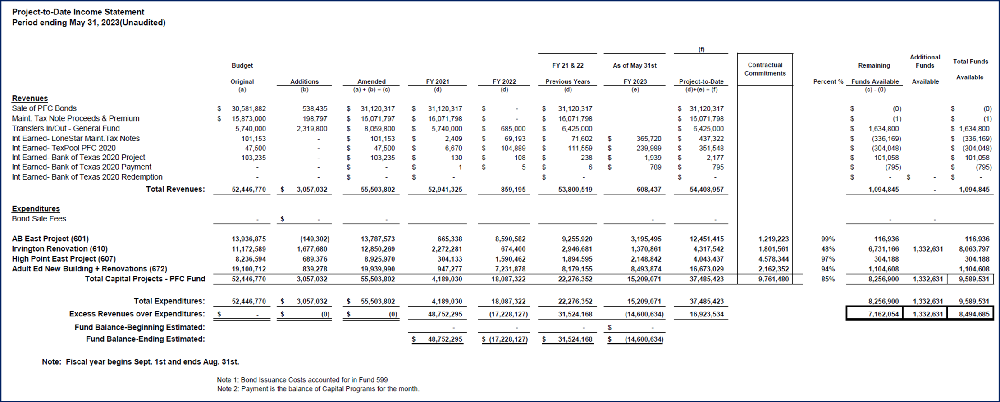 Project-to-Date Income Statement
Period ending May 31, 2023(Unaudited)
(f)
Budget FY 21 & 22 As of May 31st Contractual Commitments Remaining Additional Funds Total Funds
Original Additions Amended FY 2021 FY 2022 Previous Years FY 2023 Project-to-Date Percent % Funds Available Available Available
(a) (b) (a) + (b) = (c) (d) (d) (d) (e) (d)+(e) = (f) (c) - (0)
Revenues
Sale of PFC Bonds $ 30,581,882 538,435 $ 31,120,317 $ 31,120,317 $ - $ 31,120,317 $ 31,120,317 $ (0) $ (0)
Maint. Tax Note Proceeds & Premium $ 15,873,000 198,797 $ 16,071,797 $ 16,071,798 $ - $ 16,071,798 $ 16,071,798 $ (1) $ (1)
Transfers In/Out - General Fund 5,740,000 2,319,800 $ 8,059,800 $ 5,740,000 $ 685,000 $ 6,425,000 $ 6,425,000 $ 1,634,800 $ 1,634,800
Int Earned- LoneStar Maint.Tax Notes 101,153 - $ 101,153 $ 2,409 $ 69,193 $ 71,602 $ 365,720 $ 437,322 $ (336,169) $ (336,169)
Int Earned- TexPool PFC 2020 47,500 - $ 47,500 $ 6,670 $ 104,889 $ 111,559 $ 239,989 $ 351,548 $ (304,048) $ (304,048)
Int Earned- Bank of Texas 2020 Project 103,235 - $ 103,235 $ 130 $ 108 $ 238 $ 1,939 $ 2,177 $ 101,058 $ 101,058
Int Earned- Bank of Texas 2020 Payment - - $ - $ 1 $ 5 $ 6 $ 789 $ 795 $ (795) $ (795)
Int Earned- Bank of Texas 2020 Redemption - - $ - $ - $ - $ - $ - $ - $ -
Total Revenues: 52,446,770 $ 3,057,032 55,503,802 52,941,325 859,195 53,800,519 608,437 54,408,957 1,094,845 - 1,094,845
Expenditures
Bond Sale Fees - $ - - - - - -
AB East Project (601) 13,936,875 (149,302) 13,787,573 665,338 8,590,582 9,255,920 3,195,495 12,451,415 1,219,223 99% 116,936 116,936
Irvington Renovation (610) 11,172,589 1,677,680 12,850,269 2,272,281 674,400 2,946,681 1,370,861 4,317,542 1,801,561 48% 6,731,166 1,332,631 8,063,797
High Point East Project (607) 8,236,594 689,376 8,925,970 304,133 1,590,462 1,894,595 2,148,842 4,043,437 4,578,344 97% 304,188 304,188
Adult Ed New Building + Renovations (672) 19,100,712 839,278 19,939,990 947,277 7,231,878 8,179,155 8,493,874 16,673,029 2,162,352 94% 1,104,608 1,104,608
Total Capital Projects - PFC Fund 52,446,770 3,057,032 55,503,802 4,189,030 18,087,322 22,276,352 15,209,071 37,485,423 9,761,480 85% 8,256,900 1,332,631 9,589,531
Total Expenditures: 52,446,770 $ 3,057,032 $ 55,503,802 4,189,030 18,087,322 22,276,352 15,209,071 37,485,423 8,256,900 1,332,631 9,589,531
Excess Revenues over Expenditures: $ - $ (0) $ (0) 48,752,295 (17,228,127) 31,524,168 (14,600,634) 16,923,534 7,162,054 1,332,631 8,494,685
Fund Balance-Beginning Estimated: - - - $ -
Fund Balance-Ending Estimated: $ 48,752,295 $ (17,228,127) $ 31,524,168 $ (14,600,634)
Note: Fiscal year begins Sept. 1st and ends Aug. 31st.
Note 1: Bond Issuance Costs accounted for in Fund 599
Note 2: Payment is the balance of Capital Programs for the month.